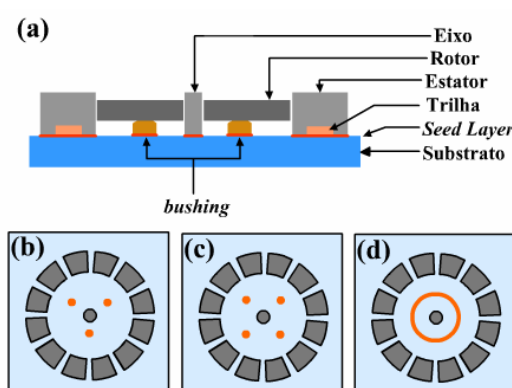 (a)
Eixo
Rotor
Estator
Trilha
Seed Layer
Substrato
bushing
(b)
(c)
(d)